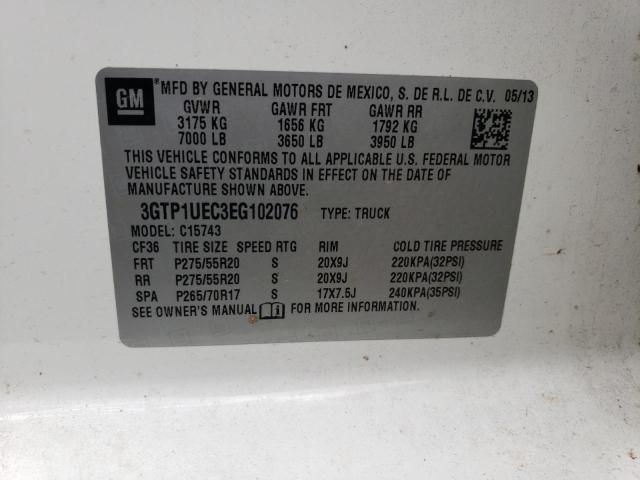 GM
MFD BY GENERAL MOTORS DE MEXICO, S. DE R.L. DE C.V. 05/13
GVWR GAWR FRT GAWR RR
3175 KG 1656 KG 1792 KG
7000 LB 3650 LB 3950 LB
THIS VEHICLE CONFORMS TO ALL APPLICABLE U.S. FEDERAL MOTOR
VEHICLE SAFETY STANDARDS IN EFFECT ON THE DATE OF
MANUFACTURE SHOWN ABOVE.
3GTP1UEC3EG102076 TYPE: TRUCK
MODEL: C15743
CF36 TIRE SIZE SPEED RTG RIM COLD TIRE PRESSURE
FRT P275/55R20 S 20X9J 220KPA(32PSI)
RR P275/55R20 S 20X9J 220KPA(32PSI)
SPA P265/70R17 S 17X7.5J 240KPA(35PSI)
SEE OWNER'S MANUAL FOR MORE INFORMATION.